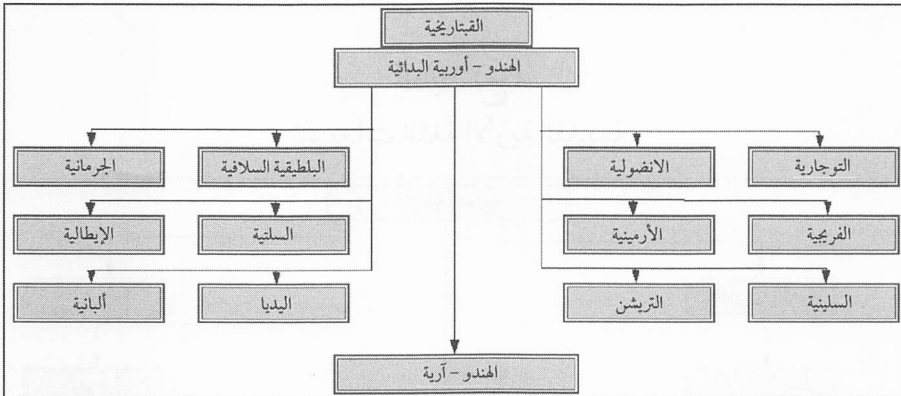 القبتاريخية
الهندو – أوربية البدائية
التوجارية
الانضولية
البلطيقية السلافية
الجرمانية
الفريجية
الأرمينية
السلتية
الإيطالية
السلينية
التريشن
اليديا
ألبانية
الهندو – آرية